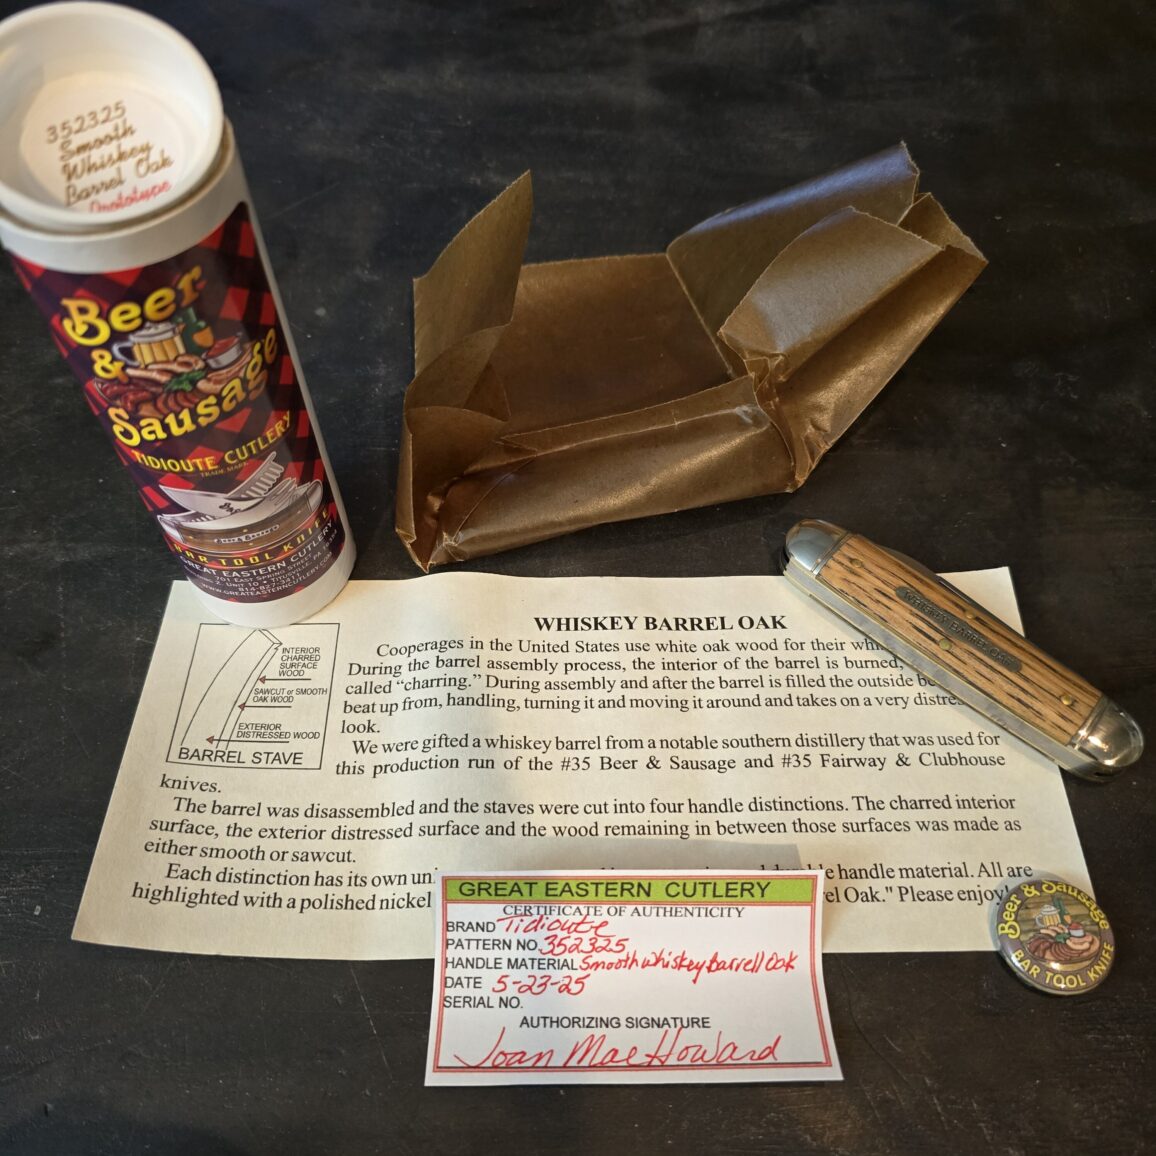 352325
Smooth
Whiskey
Barrel Oak
Prototype
Beer
&
Sausage
TIDIOUTE CUTLERY
TRADE MARK
BAR TOOL KNIFE
GREAT EASTERN CUTLERY
201 EAST SPRING STREET
WWW.GREATEASTERNCUTLERY.COM
WHISKEY BARREL OAK
WHISKEY BARREL OAK
Cooperages in the United States use white oak wood for their
During the barrel assembly process, the interior of the barrel is burned,
called “charring.” During assembly and after the barrel is filled the outside
beat up from, handling, turning it and moving it around and takes on a very
look.
We were gifted a whiskey barrel from a notable southern distillery that was used for
this production run of the #35 Beer & Sausage and #35 Fairway & Clubhouse
knives.
The barrel was disassembled and the staves were cut into four handle distinctions. The charred interior
surface, the exterior distressed surface and the wood remaining in between those surfaces was made as
either smooth or sawcut.
Each distinction has its own handle material. All are
highlighted with a polished nickel Oak." Please enjoy!
INTERIOR
CHARRED
SURFACE
WOOD
SAWCUT or SMOOTH
OAK WOOD
EXTERIOR
DISTRESSED WOOD
BARREL STAVE
GREAT EASTERN CUTLERY
CERTIFICATE OF AUTHENTICITY
BRAND Tidioute
PATTERN NO. 352325
HANDLE MATERIAL Smooth whiskey barrell Oak
DATE 5-23-25
SERIAL NO.
AUTHORIZING SIGNATURE
Joan Mae Howard
Beer & Sausage
BAR TOOL KNIFE